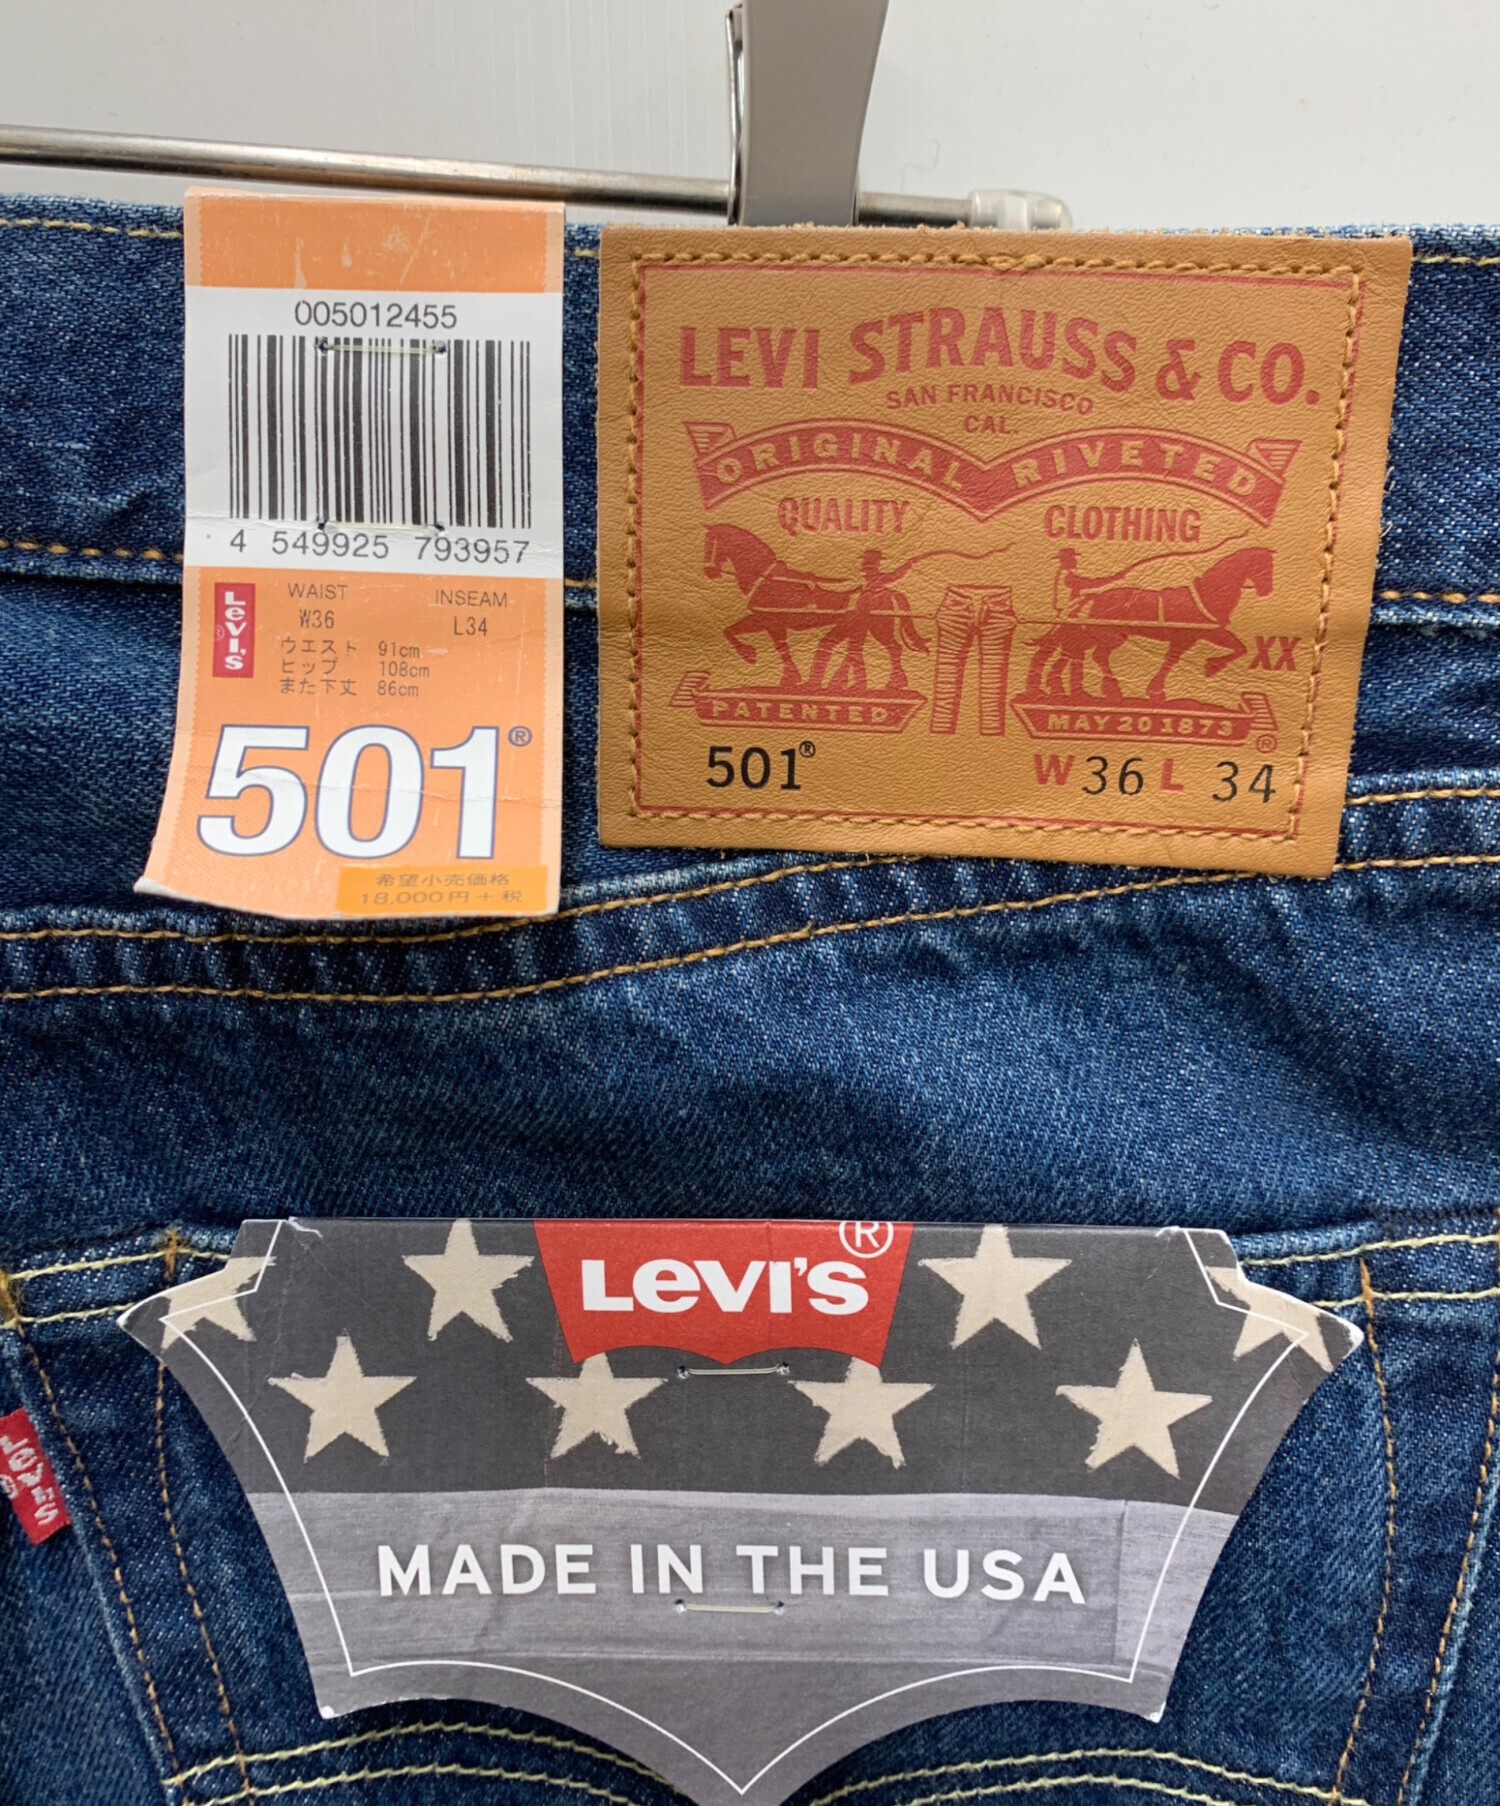 005012455
4 549925 793957
Levi's
®
WAIST INSEAM
W36 L34
ウエスト 91cm
ヒップ 108cm
また下丈 86cm
501®
希望小売価格
18,000円+税
LEVI STRAUSS & CO.
SAN FRANCISCO
CAL.
ORIGINAL RIVETED
QUALITY CLOTHING
XX
PATENTED MAY 20 1873
®
501® W 36 L 34
Levi's®
MADE IN THE USA
Levi's
®